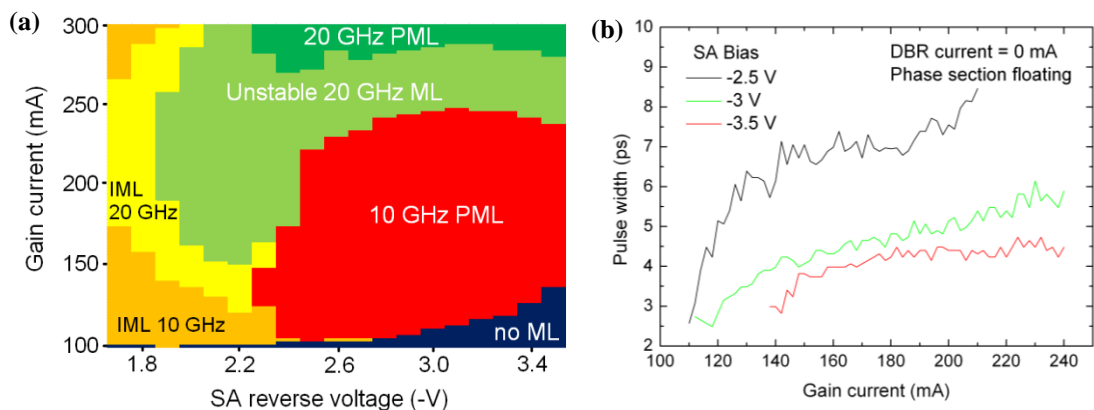 (a)
300
250
200
150
100
Gain current (mA)
20 GHz PML
Unstable 20 GHz ML
IML
20 GHz
10 GHz PML
IML 10 GHz
no ML
1.8
2.2
2.6
3.0
3.4
SA reverse voltage (-V)
(b)
10
9
8
7
6
5
4
3
2
Pulse width (ps)
SA Bias
-2.5 V
-3 V
-3.5 V
DBR current = 0 mA
Phase section floating
100
120
140
160
180
200
220
240
Gain current (mA)